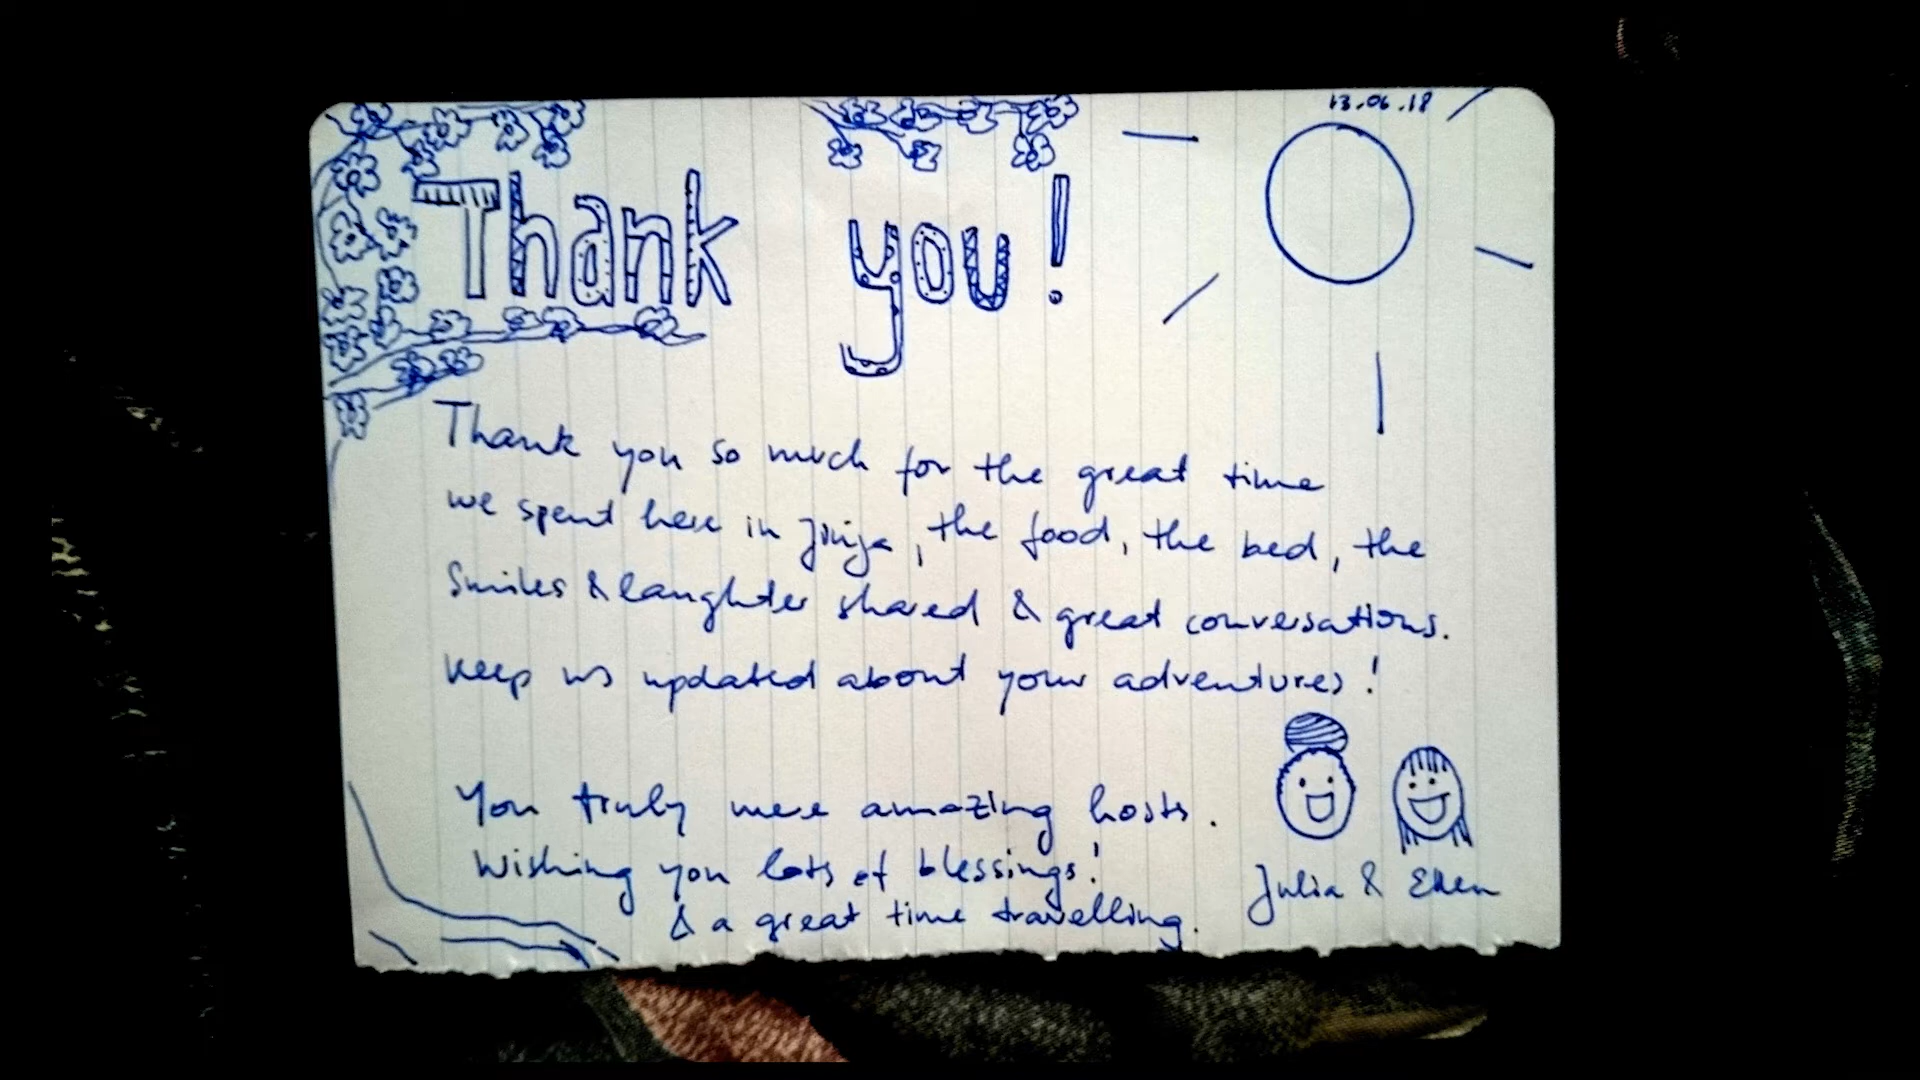 13.06.18
Thank you!
Thank you so much for the great time
we spent here in Jinja, the food, the bed, the
Smiles & laughter shared & great conversations.
Keep us updated about your adventures!
You truly were amazing hosts.
Wishing you lots of blessings!
& a great time travelling.
Julia & Ellen